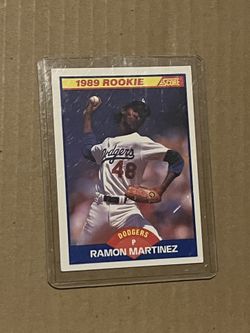 1989 ROOKIE
SCORE
Dodgers
48
DODGERS
P
RAMON MARTINEZ